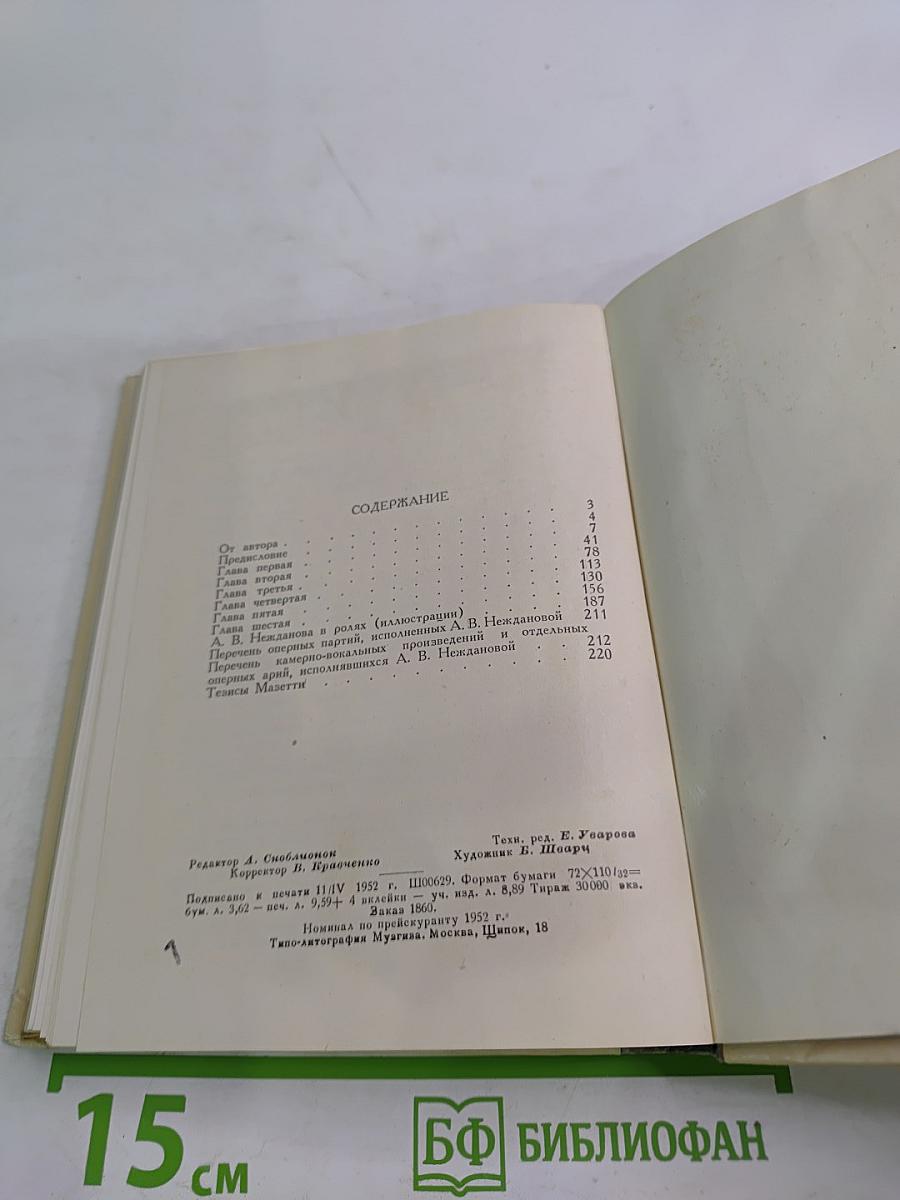 СОДЕРЖАНИЕ
От автора . . . . . . . . . . . . 3
Предисловие . . . . . . . . . . . 4
Глава первая . . . . . . . . . . . 7
Глава вторая . . . . . . . . . . . 41
Глава третья . . . . . . . . . . . 78
Глава четвертая . . . . . . . . . . 113
Глава пятая . . . . . . . . . . . 130
Глава шестая . . . . . . . . . . . 156
А. В. Нежданова в ролях (иллюстрации) . . . . . 187
Перечень оперных партий, исполненных А. В. Неждановой 211
Перечень камерно-вокальных произведений и отдельных
оперных арий, исполнявшихся А. В. Неждановой . . 212
Тезисы Мазетти . . . . . . . . . . 220
Редактор А. Сноблионок
Техн. ред. Е. Уварова
Корректор В. Кравченко
Художник Б. Шварц
Подписано к печати 11/IV 1952 г. Ш00629. Формат бумаги 72×110/32=
бум. л. 3,62 — печ. л. 9,59+ 4 вклейки — уч. изд. л. 8,89 Тираж 30000 экз.
Заказ 1860.
Номинал по прейскуранту 1952 г.
Типо-литография Музгиза. Москва, Щипок, 18
15 см
БФ БИБЛИОФАН